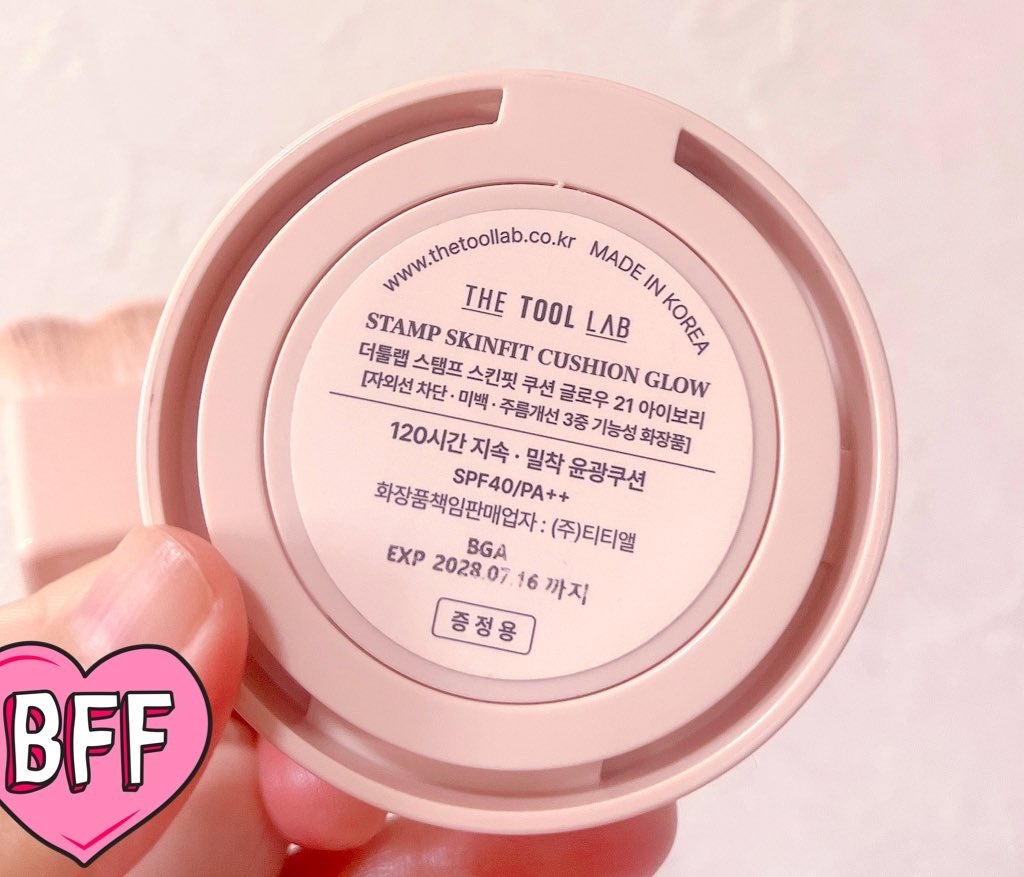 www.thetoollab.co.kr MADE IN KOREA
THE TOOL LAB
STAMP SKINFIT CUSHION GLOW
더툴랩 스탬프 스킨핏 쿠션 글로우 21 아이보리
[자외선 차단 · 미백 · 주름개선 3중 기능성 화장품]
120시간 지속 · 밀착 윤광쿠션
SPF40/PA++
화장품책임판매업자 : (주)티티앨
BGA
EXP 2028.07.16 까지
증정용
BFF